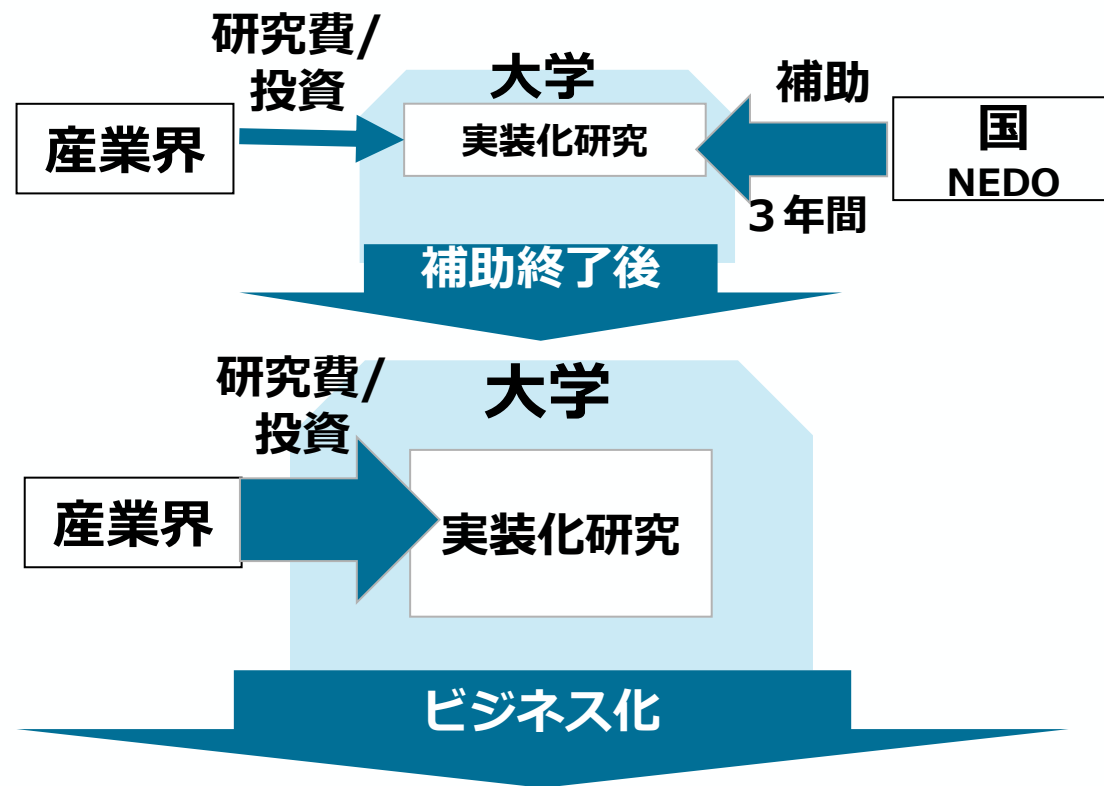 研究費/
投資
大学
補助
産業界
実装化研究
国
NEDO
３年間
補助終了後
研究費/
投資
大学
産業界
実装化研究
ビジネス化